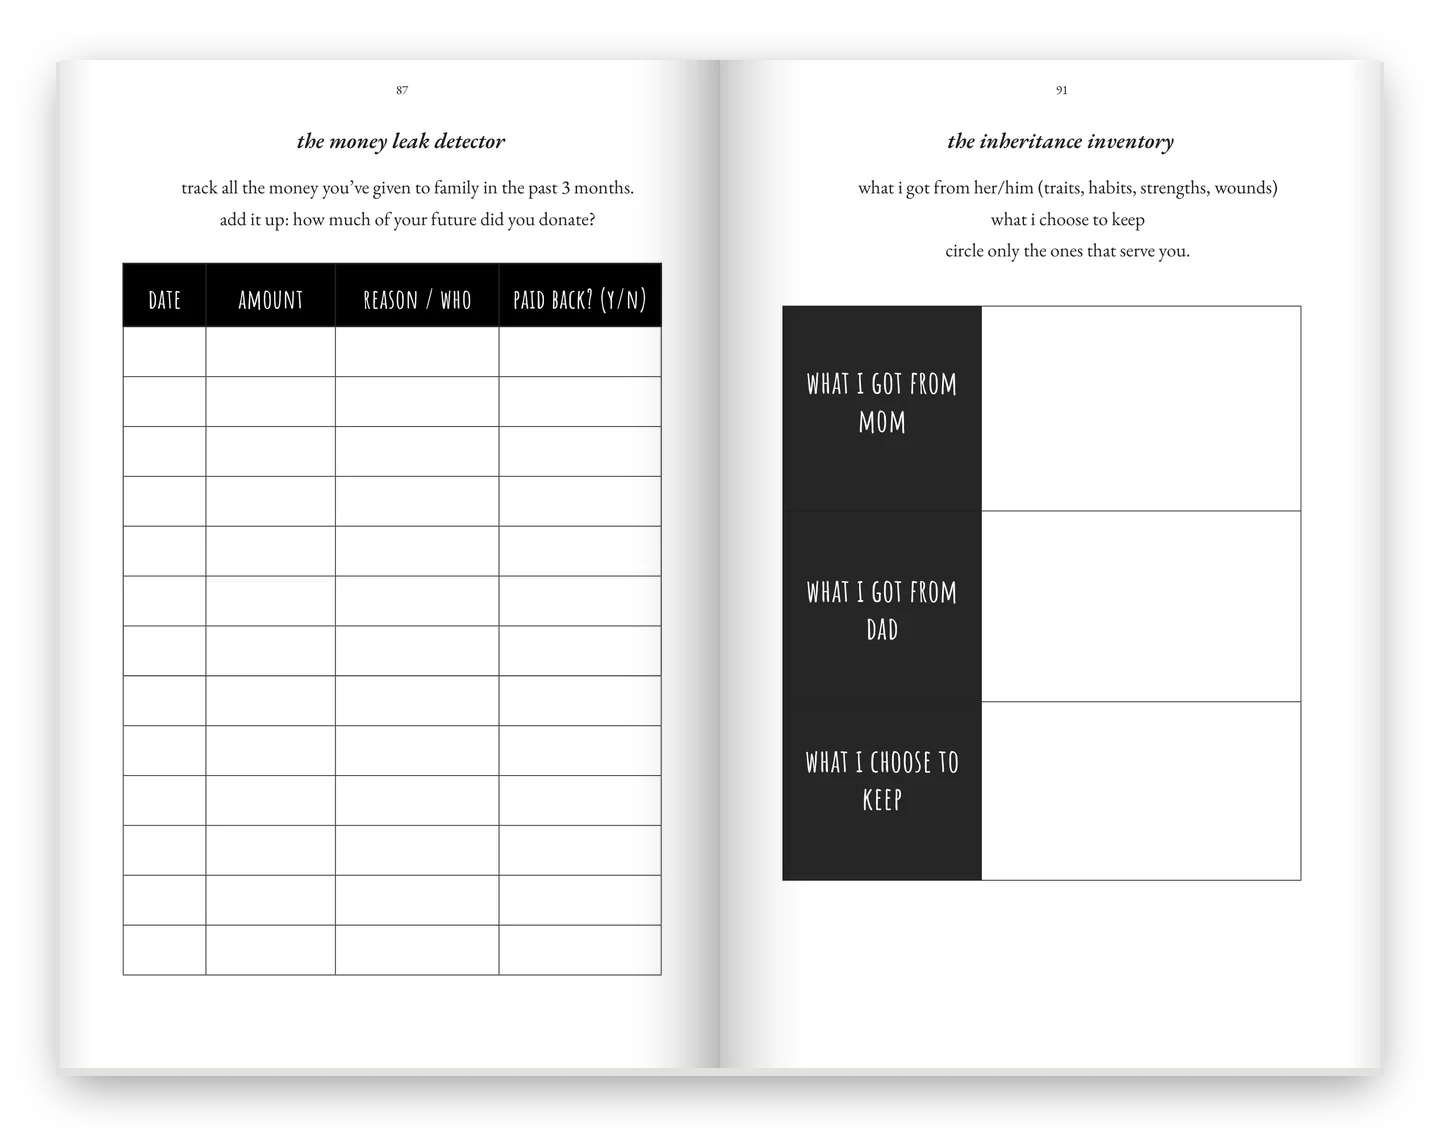 87
the money leak detector
track all the money you’ve given to family in the past 3 months.
add it up: how much of your future did you donate?
DATE AMOUNT REASON / WHO PAID BACK? (Y/N)
91
the inheritance inventory
what i got from her/him (traits, habits, strengths, wounds)
what i choose to keep
circle only the ones that serve you.
WHAT I GOT FROM
MOM
WHAT I GOT FROM
DAD
WHAT I CHOOSE TO
KEEP